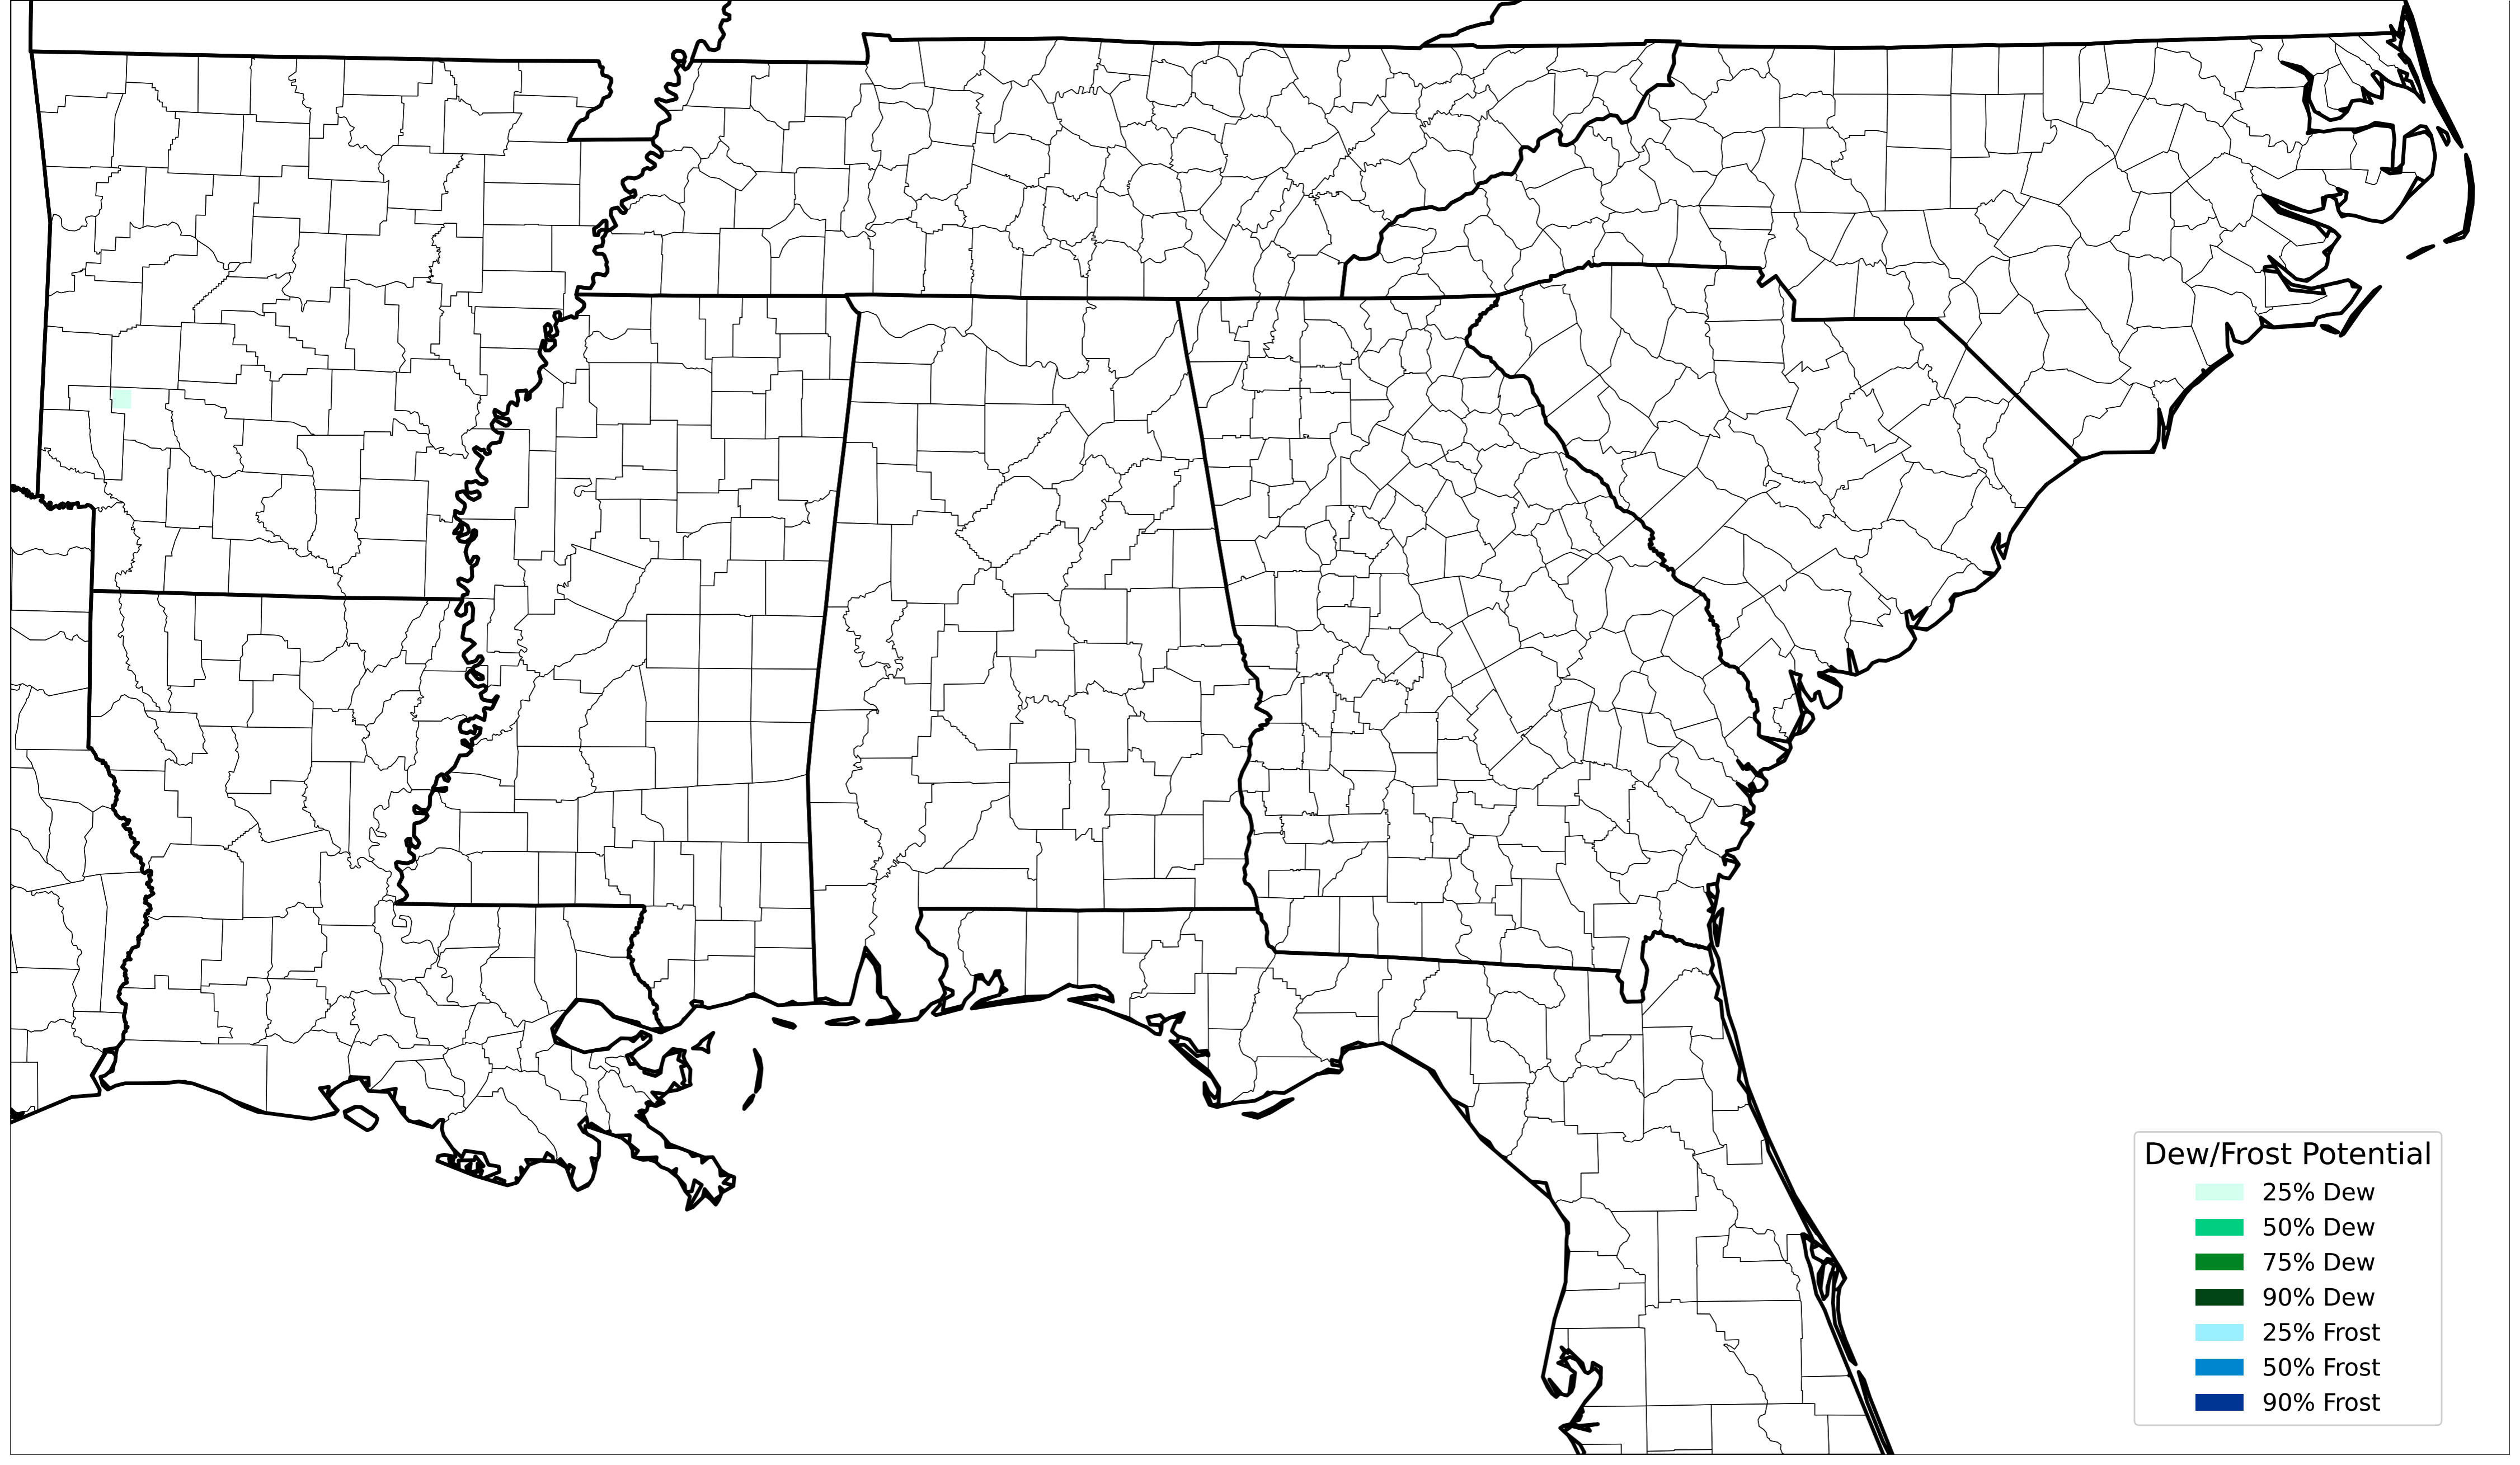 Dew/Frost Potential
25% Dew
50% Dew
75% Dew
90% Dew
25% Frost
50% Frost
90% Frost